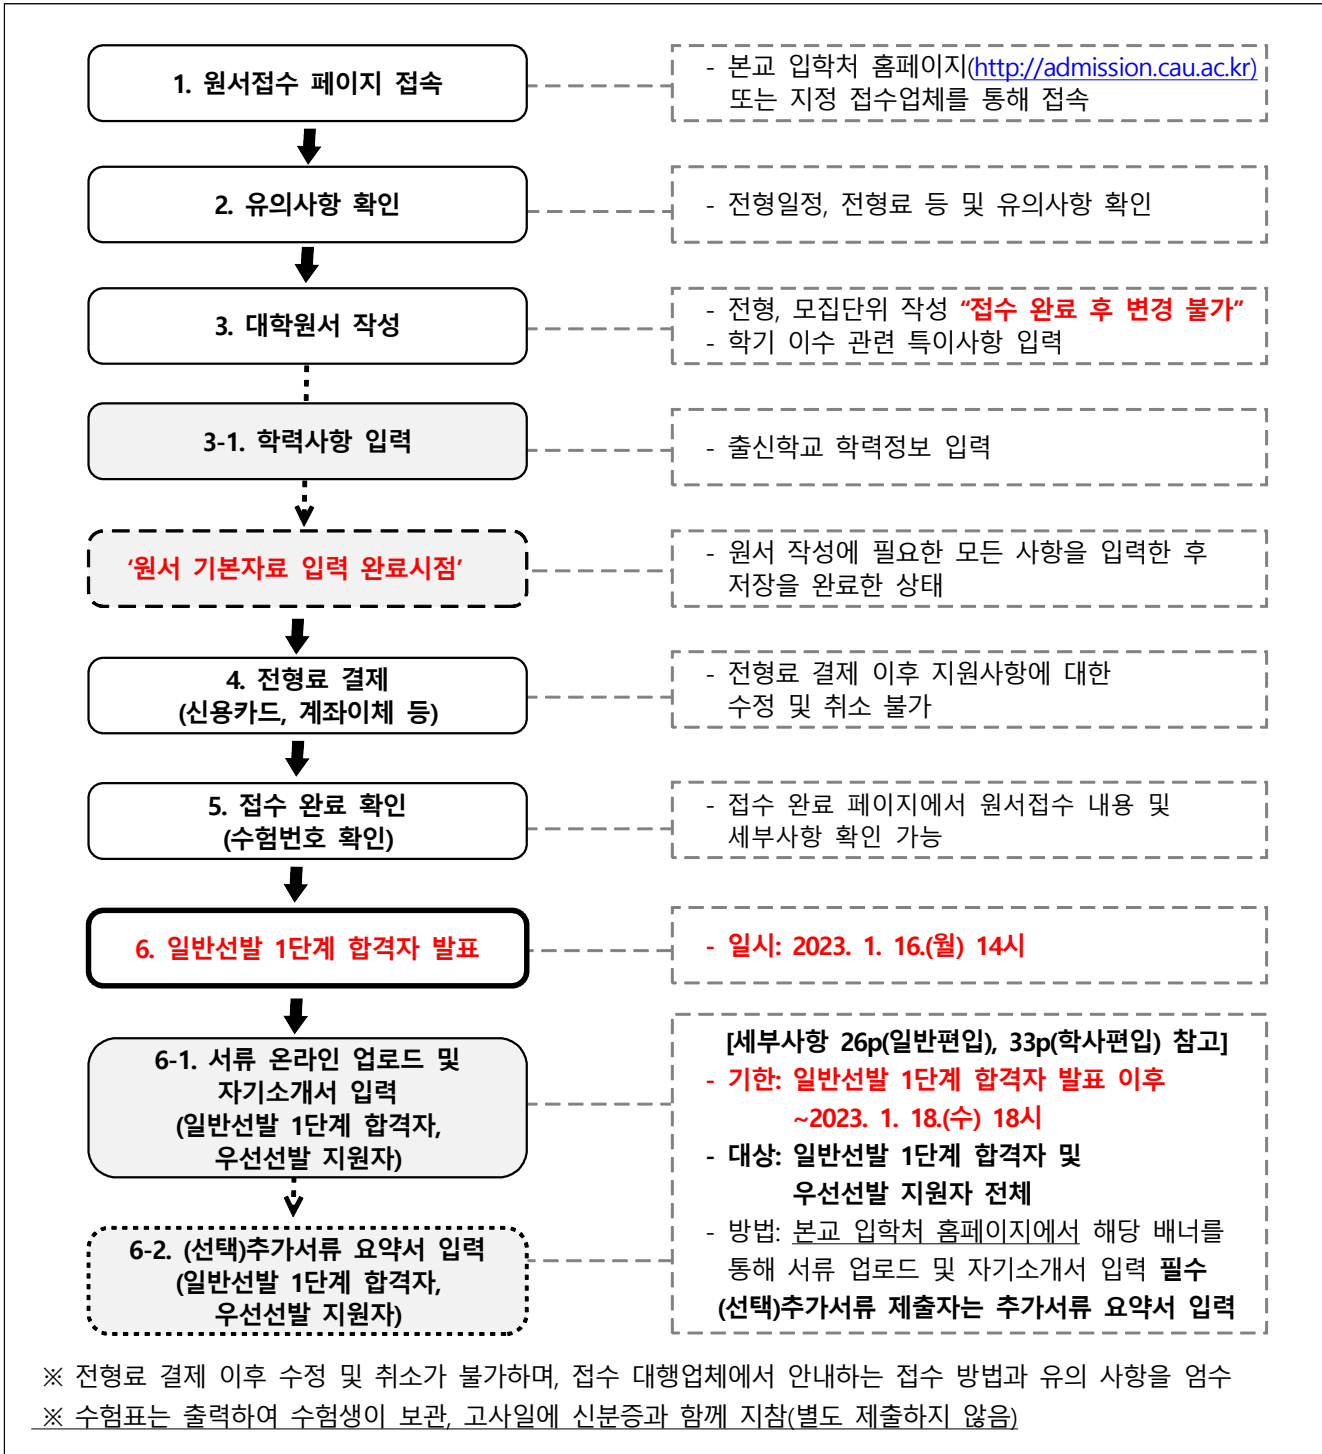 1. 원서접수 페이지 접속
- 본교 입학처 홈페이지(http://admission.cau.ac.kr)
또는 지정 접수업체를 통해 접속
2. 유의사항 확인
- 전형일정, 전형료 등 및 유의사항 확인
3. 대학원서 작성
- 전형, 모집단위 작성 “접수 완료 후 변경 불가”
- 학기 이수 관련 특이사항 입력
3-1. 학력사항 입력
- 출신학교 학력정보 입력
‘원서 기본자료 입력 완료시점’
- 원서 작성에 필요한 모든 사항을 입력한 후
저장을 완료한 상태
4. 전형료 결제
(신용카드, 계좌이체 등)
- 전형료 결제 이후 지원사항에 대한
수정 및 취소 불가
5. 접수 완료 확인
(수험번호 확인)
- 접수 완료 페이지에서 원서접수 내용 및
세부사항 확인 가능
6. 일반선발 1단계 합격자 발표
- 일시: 2023. 1. 16.(월) 14시
6-1. 서류 온라인 업로드 및
자기소개서 입력
(일반선발 1단계 합격자,
우선선발 지원자)
6-2. (선택)추가서류 요약서 입력
(일반선발 1단계 합격자,
우선선발 지원자)
[세부사항 26p(일반편입), 33p(학사편입) 참고]
- 기한: 일반선발 1단계 합격자 발표 이후
~2023. 1. 18.(수) 18시
- 대상: 일반선발 1단계 합격자 및
우선선발 지원자 전체
- 방법: 본교 입학처 홈페이지에서 해당 배너를
통해 서류 업로드 및 자기소개서 입력 필수
(선택)추가서류 제출자는 추가서류 요약서 입력
※ 전형료 결제 이후 수정 및 취소가 불가하며, 접수 대행업체에서 안내하는 접수 방법과 유의 사항을 엄수
※ 수험표는 출력하여 수험생이 보관, 고사일에 신분증과 함께 지참(별도 제출하지 않음)